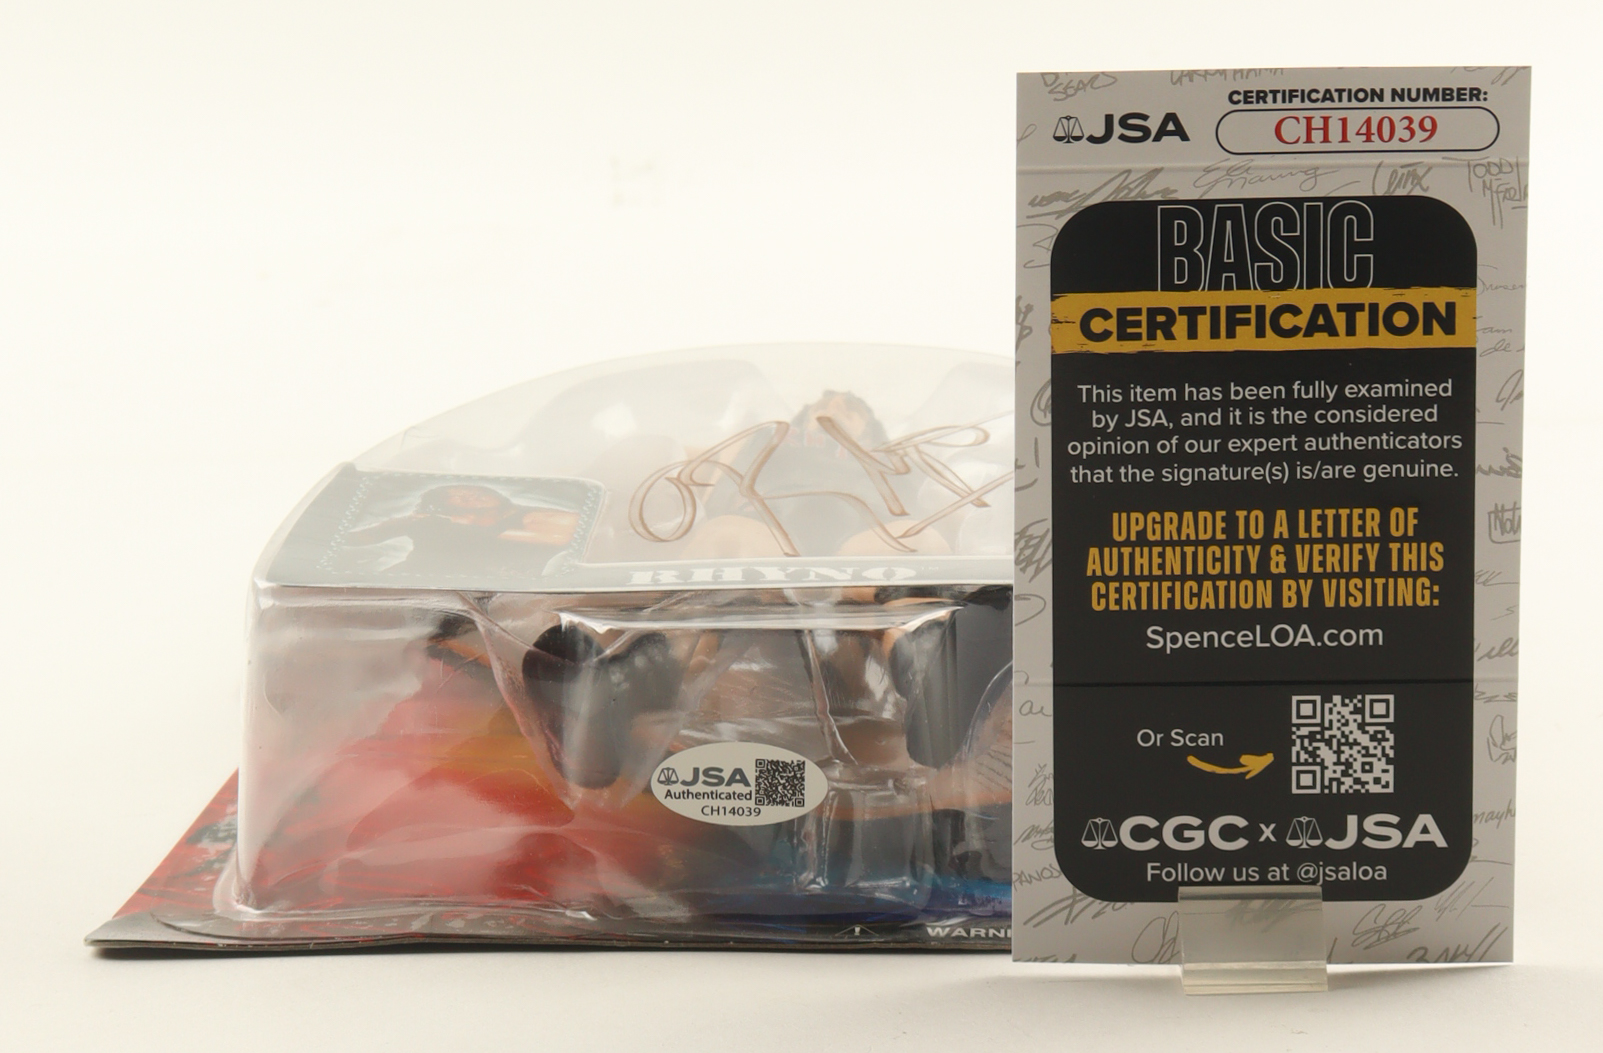 CERTIFICATION NUMBER:
JSA
CH14039
BASIC
CERTIFICATION
This item has been fully examined
by JSA, and it is the considered
opinion of our expert authenticators
that the signature(s) is/are genuine.
UPGRADE TO A LETTER OF
AUTHENTICITY & VERIFY THIS
CERTIFICATION BY VISITING:
SpenceLOA.com
Or Scan
CGC x JSA
Follow us at @jsaloa
RHYNO™
JSA
Authenticated
CH14039